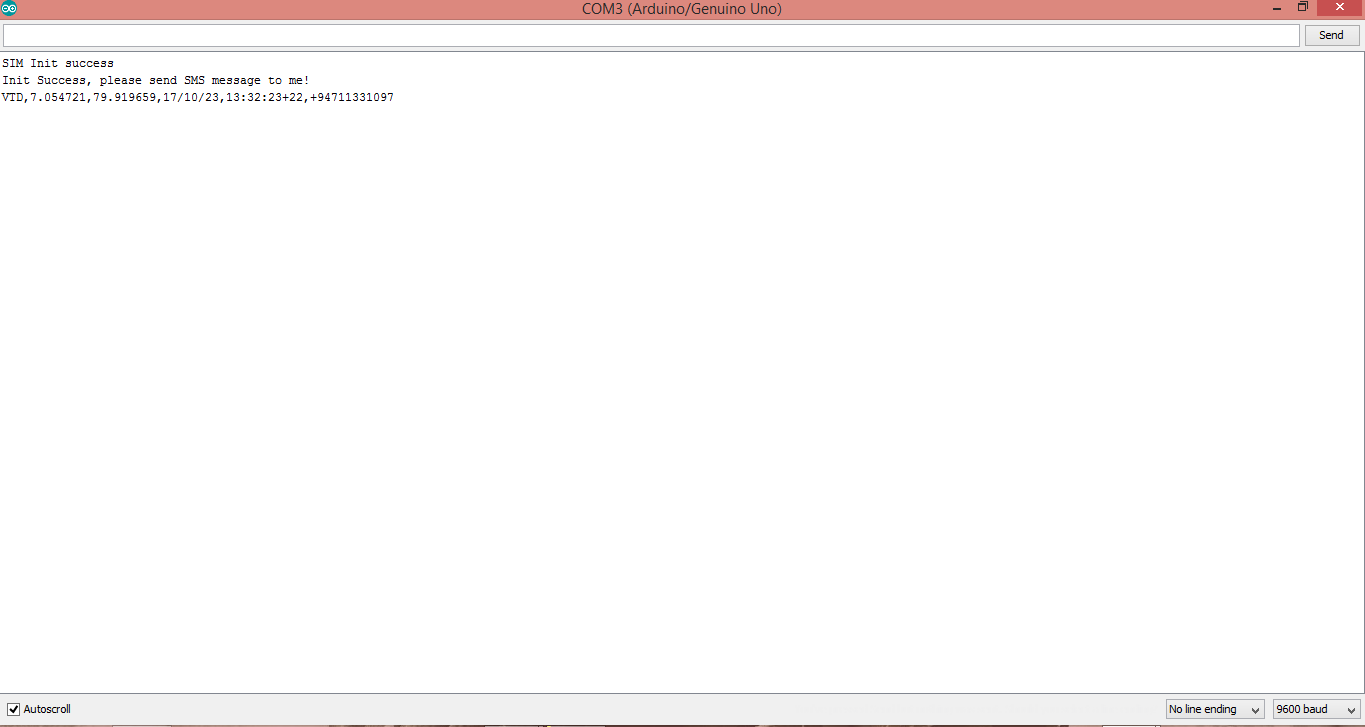 COM3 (Arduino/Genuino Uno)
Send
SIM Init success
Init Success, please send SMS message to me!
VTD,7.054721,79.919659,17/10/23,13:32:23+22,+94711331097
Autoscroll
No line ending
9600 baud